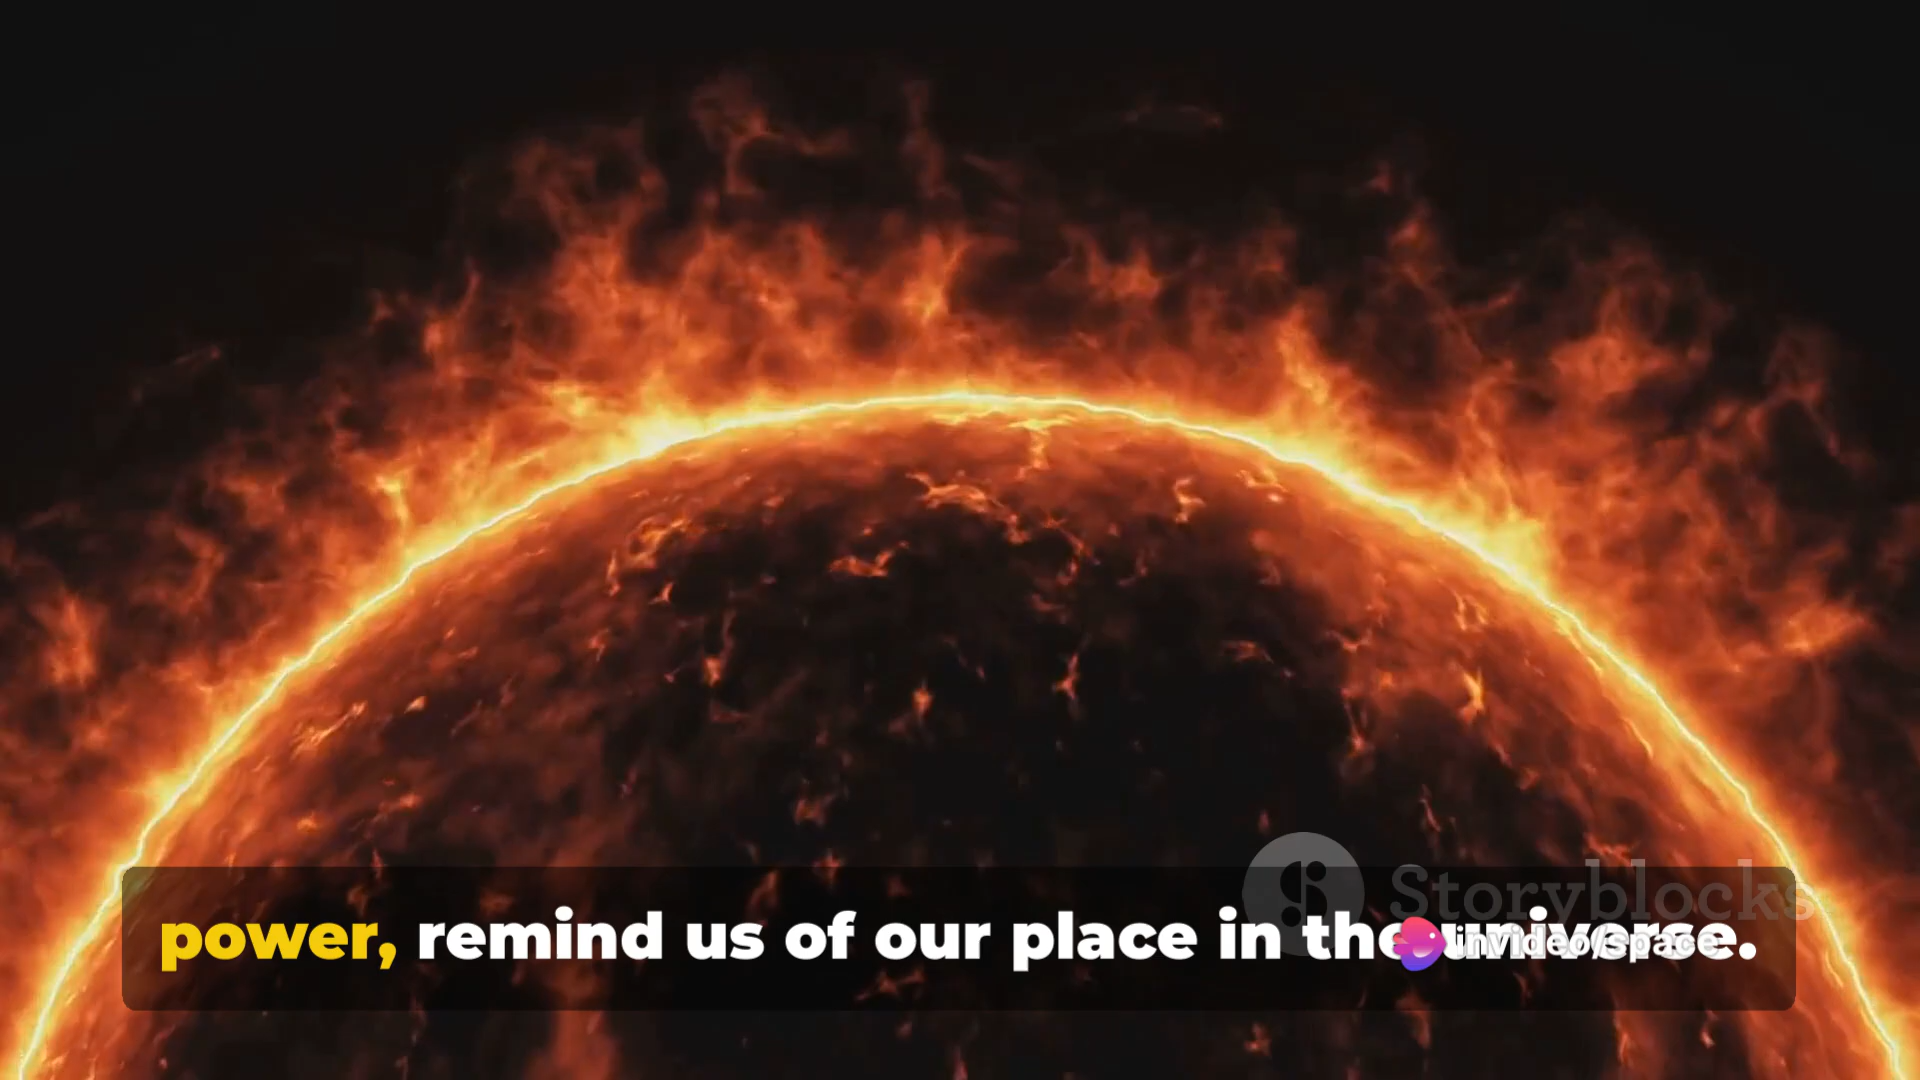 Storyblocks
power, remind us of our place in the universe.
invideo/space